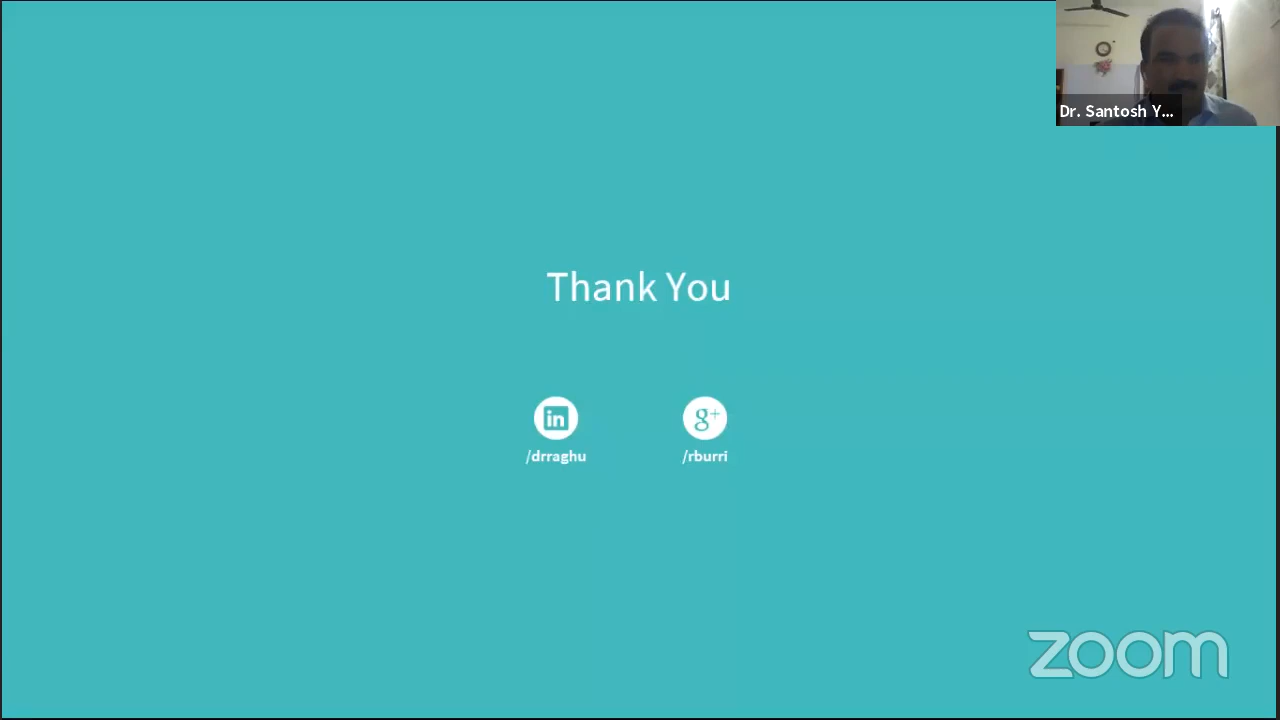 Dr. Santosh Y...
Thank You
in
g+
/drraghu
/rburri
zoom